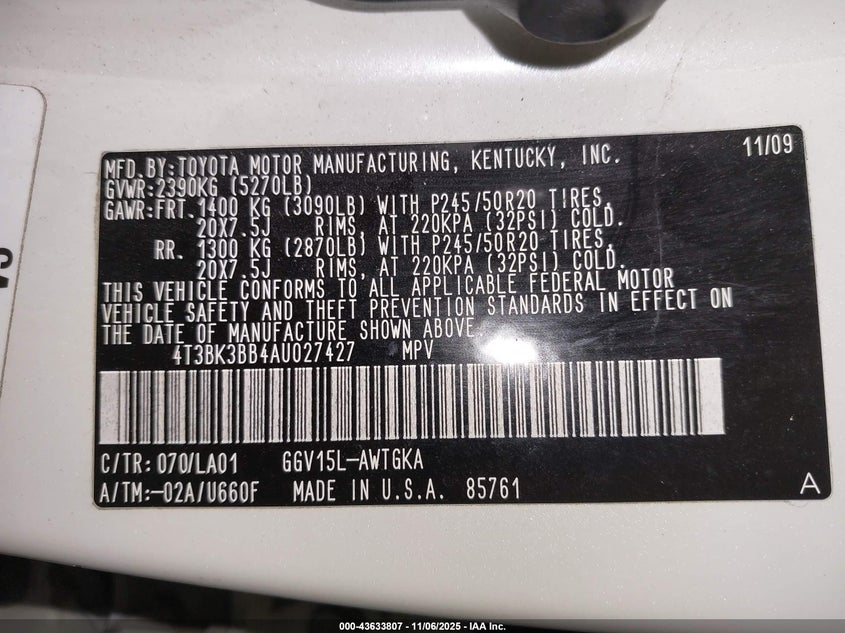 MFD.BY:TOYOTA MOTOR MANUFACTURING, KENTUCKY, INC. 11/09
GVWR:2390KG (5270LB)
GAWR:FRT.1400 KG (3090LB) WITH P245/50R20 TIRES,
20X7.5J RIMS, AT 220KPA (32PSI) COLD.
RR. 1300 KG (2870LB) WITH P245/50R20 TIRES,
20X7.5J RIMS, AT 220KPA (32PSI) COLD.
THIS VEHICLE CONFORMS TO ALL APPLICABLE FEDERAL MOTOR
VEHICLE SAFETY AND THEFT PREVENTION STANDARDS IN EFFECT ON
THE DATE OF MANUFACTURE SHOWN ABOVE.
4T3BK3BB4AU027427 MPV
C/TR: 070/LA01 GGV15L-AWTGKA
A/TM:-02A/U660F MADE IN U.S.A. 85761 A
000-43633807 - 11/06/2025 - IAA Inc.